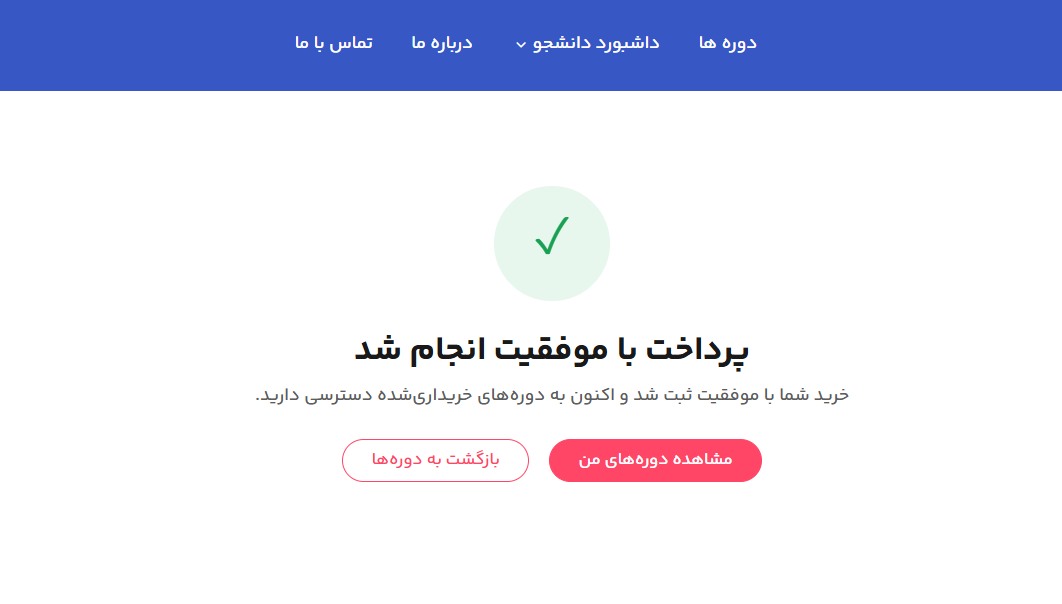 دوره ها داشبورد دانشجو درباره ما تماس با ما
پرداخت با موفقیت انجام شد
خرید شما با موفقیت ثبت شد و اکنون به دوره‌های خریداری‌شده دسترسی دارید.
مشاهده دوره‌های من بازگشت به دوره‌ها